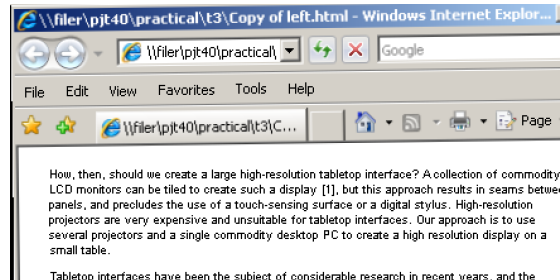 \\filer\pjt40\practical\t3\Copy of left.html - Windows Internet Explor...
\\filer\pjt40\practical\
Google
File Edit View Favorites Tools Help
\\filer\pjt40\practical\t3\C...
Page
How, then, should we create a large high-resolution tabletop interface? A collection of commodity
LCD monitors can be tiled to create such a display [1], but this approach results in seams betwee
panels, and precludes the use of a touch-sensing surface or a digital stylus. High-resolution
projectors are very expensive and unsuitable for tabletop interfaces. Our approach is to use
several projectors and a single commodity desktop PC to create a high resolution display on a
small table.
Tabletop interfaces have been the subject of considerable research in recent years, and the